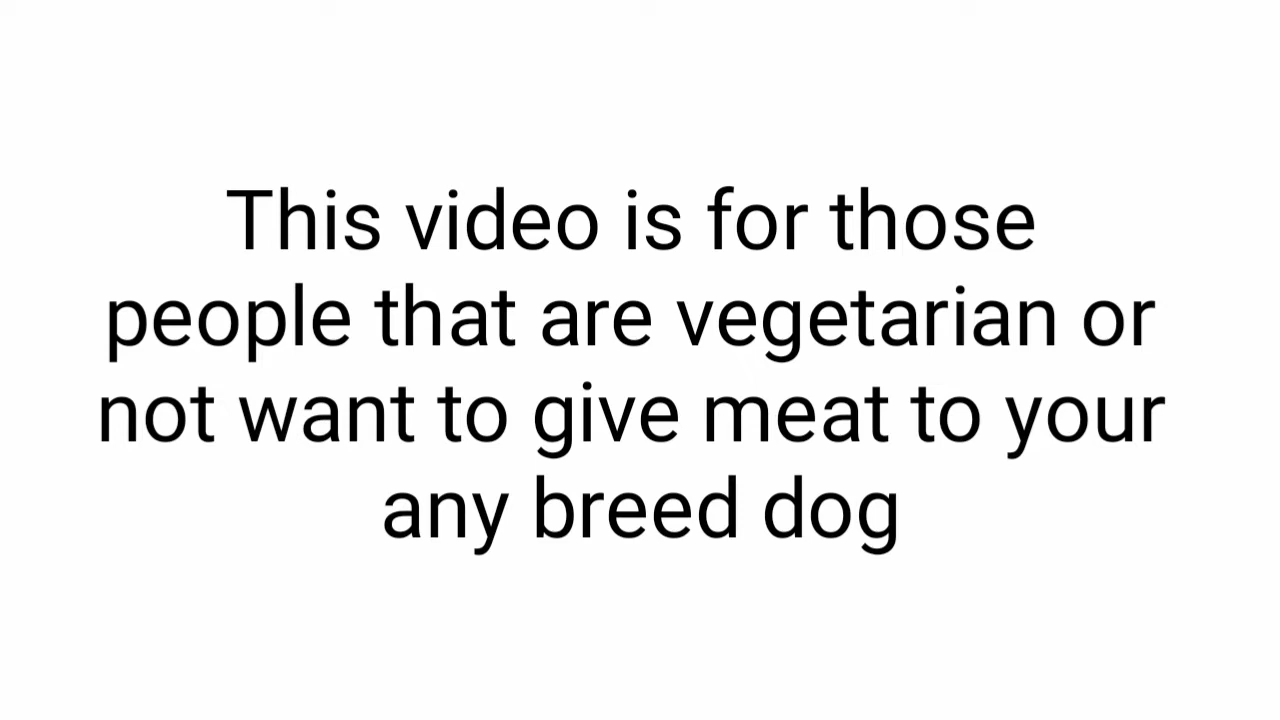 This video is for those
people that are vegetarian or
not want to give meat to your
any breed dog